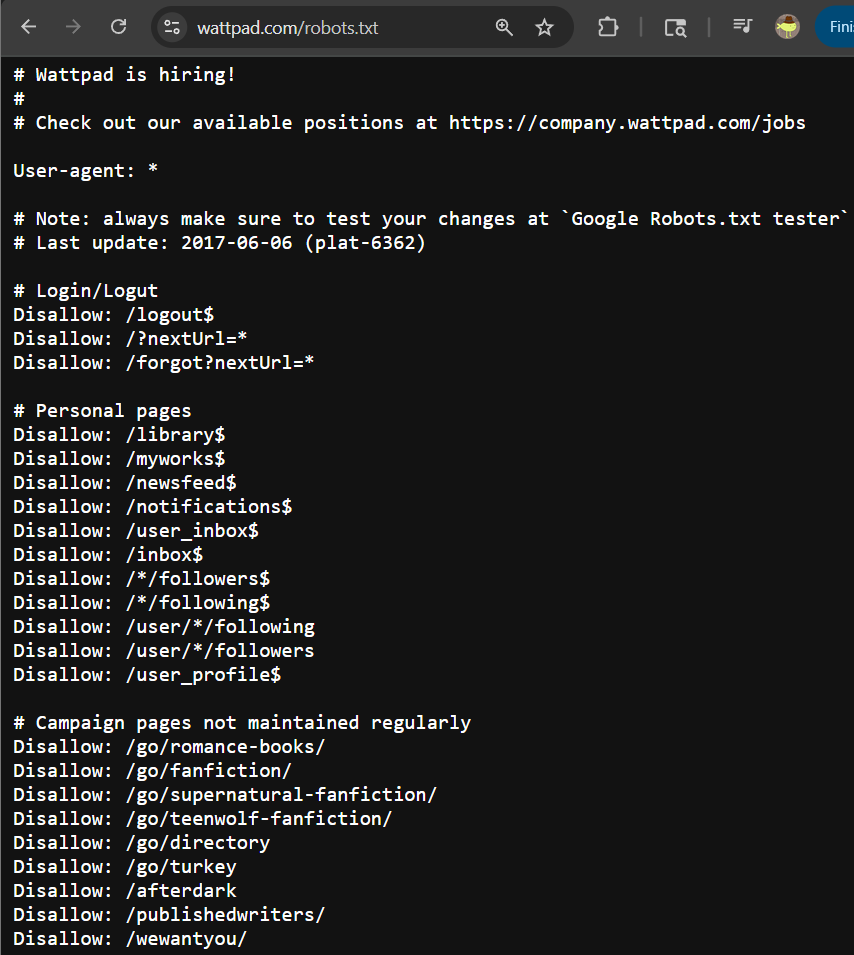 wattpad.com/robots.txt
Fini
# Wattpad is hiring!
#
# Check out our available positions at https://company.wattpad.com/jobs
User-agent: *
# Note: always make sure to test your changes at `Google Robots.txt tester`
# Last update: 2017-06-06 (plat-6362)
# Login/Logut
Disallow: /logout$
Disallow: /?nextUrl=*
Disallow: /forgot?nextUrl=*
# Personal pages
Disallow: /library$
Disallow: /myworks$
Disallow: /newsfeed$
Disallow: /notifications$
Disallow: /user_inbox$
Disallow: /inbox$
Disallow: /*/followers$
Disallow: /*/following$
Disallow: /user/*/following
Disallow: /user/*/followers
Disallow: /user_profile$
# Campaign pages not maintained regularly
Disallow: /go/romance-books/
Disallow: /go/fanfiction/
Disallow: /go/supernatural-fanfiction/
Disallow: /go/teenwolf-fanfiction/
Disallow: /go/directory
Disallow: /go/turkey
Disallow: /afterdark
Disallow: /publishedwriters/
Disallow: /wewantyou/